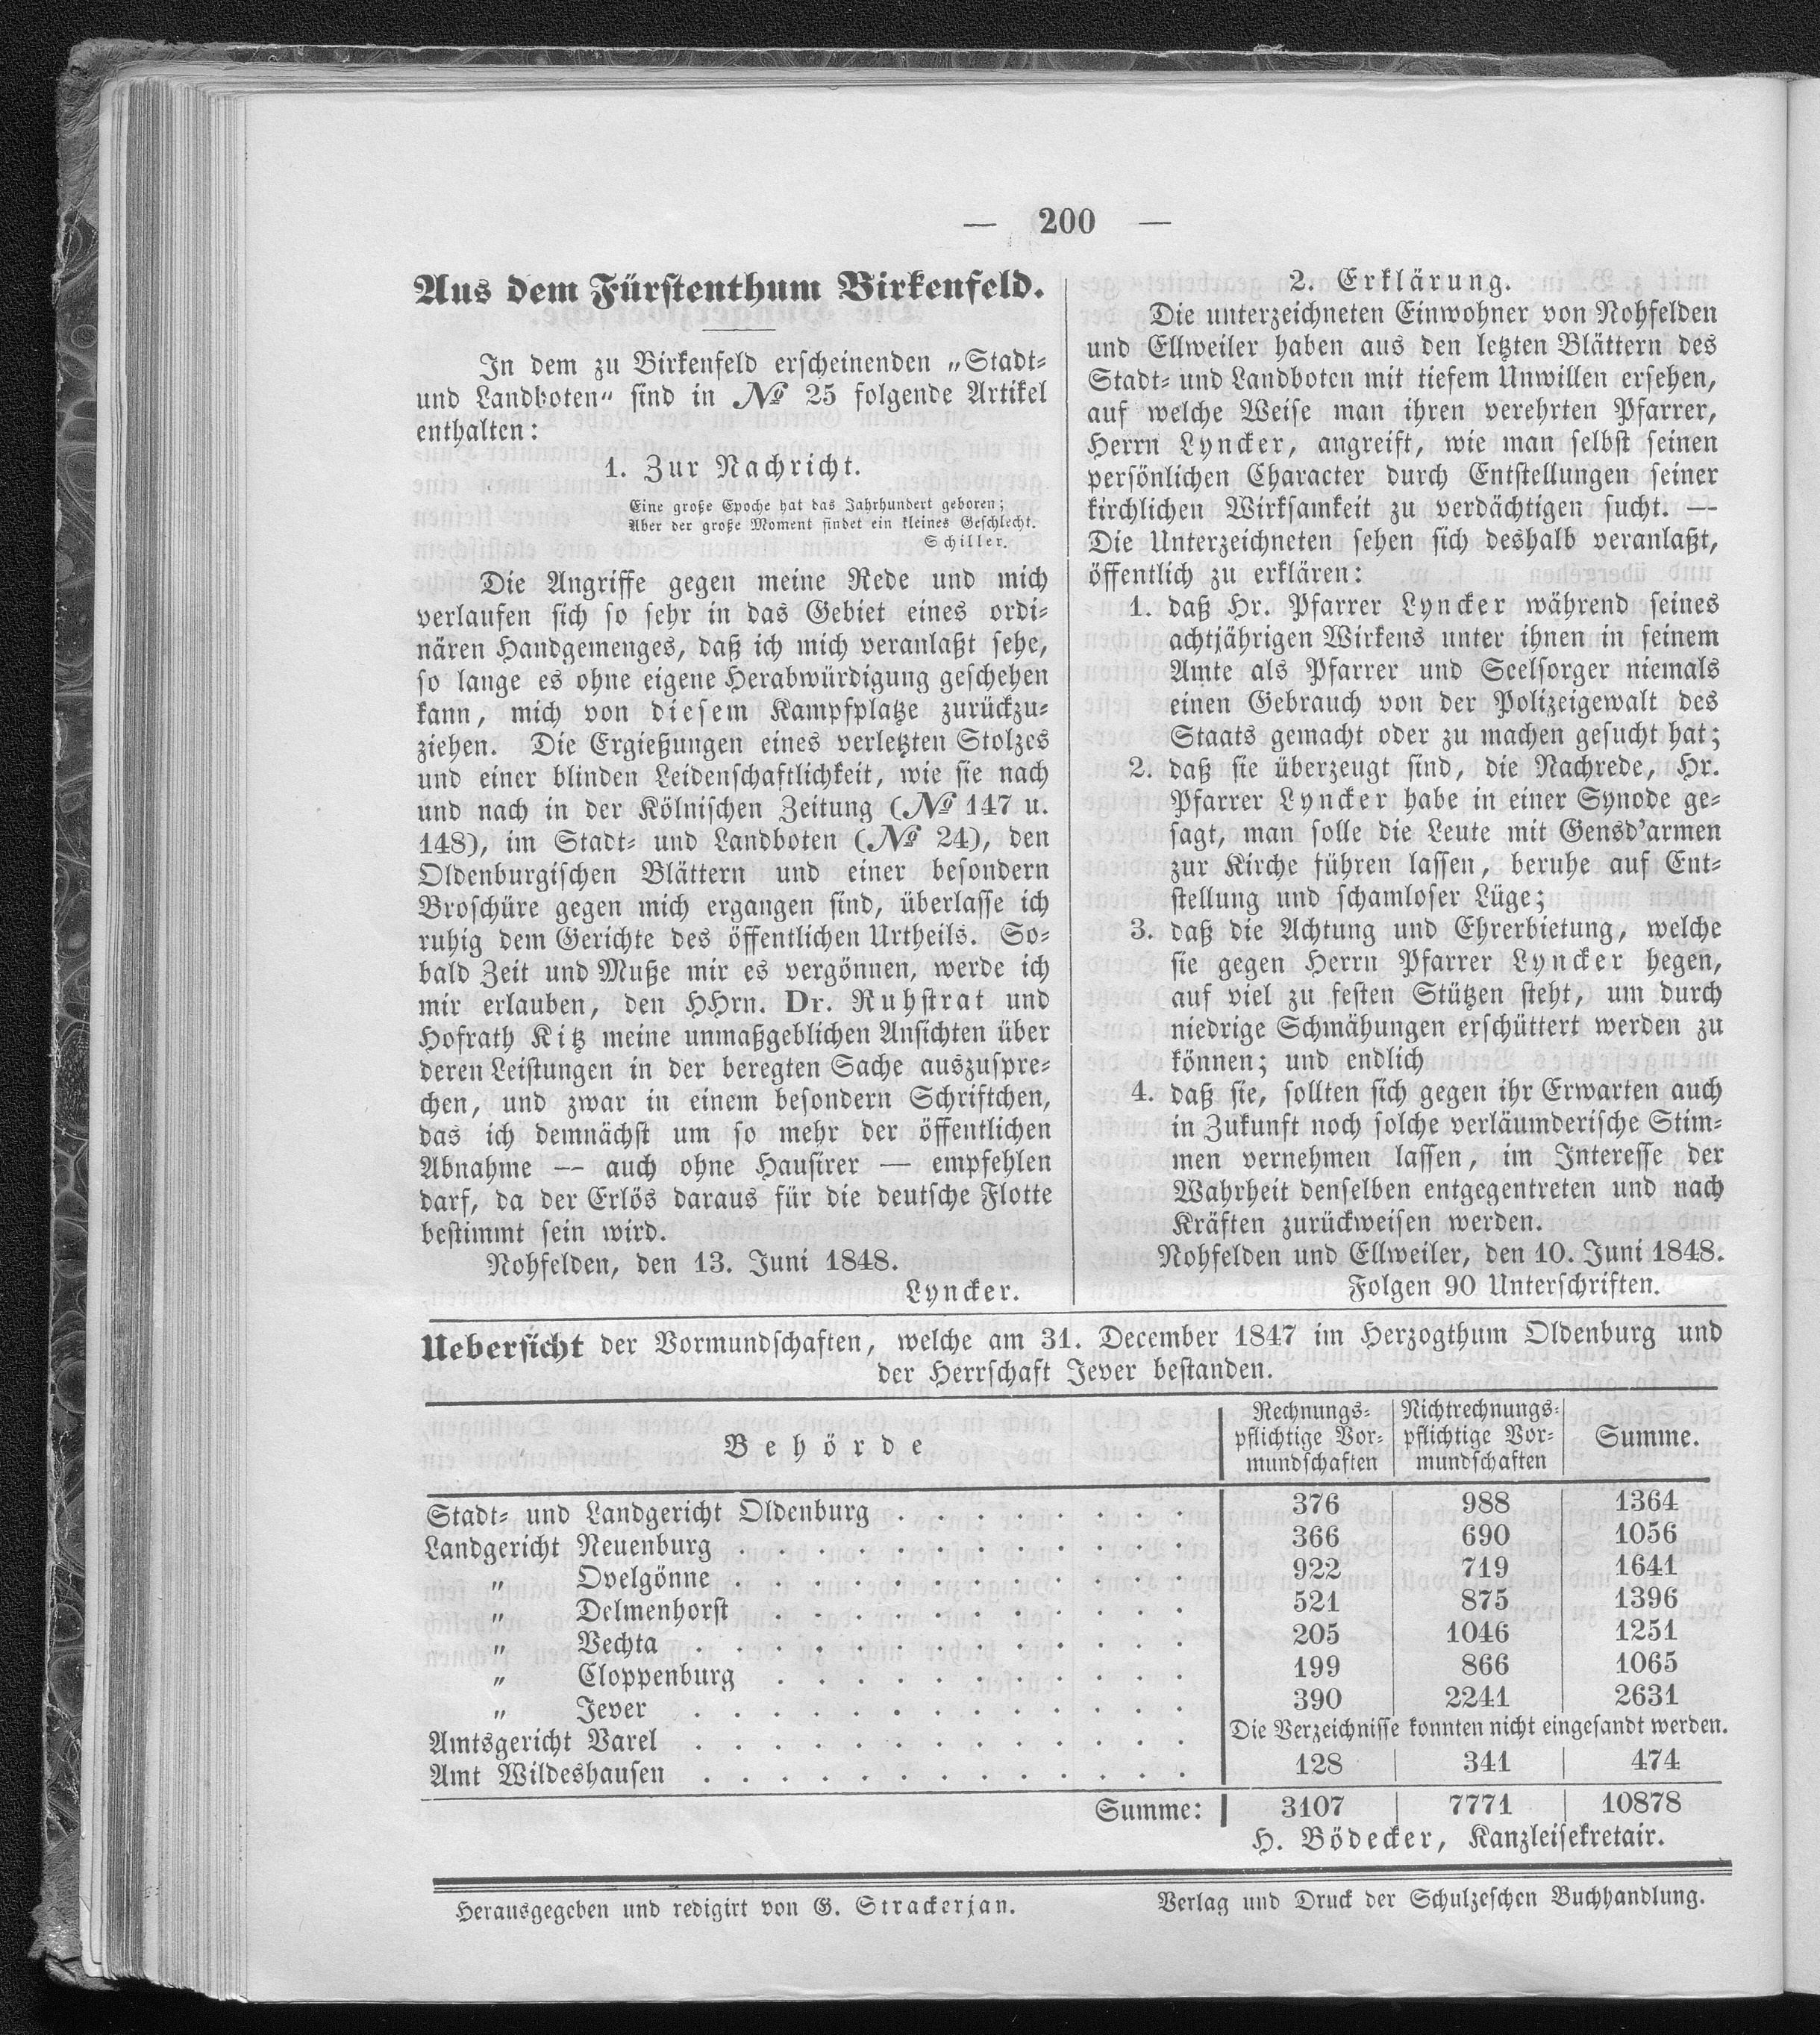 — 200 —
Aus dem Fürstenthum Birkenfeld.
In dem zu Birkenfeld erscheinenden „Stadt-
und Landboten“ sind in № 25 folgende Artikel
enthalten:
1. Zur Nachricht.
Eine große Epoche hat das Jahrhundert geboren;
Aber der große Moment findet ein kleines Geschlecht.
Schiller.
Die Angriffe gegen meine Rede und mich
verlaufen sich so sehr in das Gebiet eines ordi-
nären Handgemenges, daß ich mich veranlaßt sehe,
so lange es ohne eigene Herabwürdigung geschehen
kann, mich von diesem Kampfplatze zurückzu-
ziehen. Die Ergießungen eines verletzten Stolzes
und einer blinden Leidenschaftlichkeit, wie sie nach
und nach in der Kölnischen Zeitung (№ 147 u.
148), im Stadt- und Landboten (№ 24), den
Oldenburgischen Blättern und einer besondern
Broschüre gegen mich ergangen sind, überlasse ich
ruhig dem Gerichte des öffentlichen Urtheils. So-
bald Zeit und Muße mir es vergönnen, werde ich
mir erlauben, den HHrn. Dr. Ruhstrat und
Hofrath Kitz meine unmaßgeblichen Ansichten über
deren Leistungen in der beregten Sache auszuspre-
chen, und zwar in einem besondern Schriftchen,
das ich demnächst um so mehr der öffentlichen
Abnahme — auch ohne Hausirer — empfehlen
darf, da der Erlös daraus für die deutsche Flotte
bestimmt sein wird.
Nohfelden, den 13. Juni 1848.
Lyncker.
2. Erklärung.
Die unterzeichneten Einwohner von Nohfelden
und Ellweiler haben aus den letzten Blättern des
Stadt- und Landboten mit tiefem Unwillen ersehen,
auf welche Weise man ihren verehrten Pfarrer,
Herrn Lyncker, angreift, wie man selbst seinen
persönlichen Character durch Entstellungen seiner
kirchlichen Wirksamkeit zu verdächtigen sucht. —
Die Unterzeichneten sehen sich deshalb veranlaßt,
öffentlich zu erklären:
1. daß Hr. Pfarrer Lyncker während seines
achtjährigen Wirkens unter ihnen in seinem
Amte als Pfarrer und Seelsorger niemals
einen Gebrauch von der Polizeigewalt des
Staats gemacht oder zu machen gesucht hat;
2. daß sie überzeugt sind, die Nachrede, Hr.
Pfarrer Lyncker habe in einer Synode ge-
sagt, man solle die Leute mit Gensd’armen
zur Kirche führen lassen, beruhe auf Ent-
stellung und schamloser Lüge;
3. daß die Achtung und Ehrerbietung, welche
sie gegen Herrn Pfarrer Lyncker hegen,
auf viel zu festen Stützen steht, um durch
niedrige Schmähungen erschüttert werden zu
können; und endlich
4. daß sie, sollten sich gegen ihr Erwarten auch
in Zukunft noch solche verläumderische Stim-
men vernehmen lassen, im Interesse der
Wahrheit denselben entgegentreten und nach
Kräften zurückweisen werden.
Nohfelden und Ellweiler, den 10. Juni 1848.
Folgen 90 Unterschriften.
Uebersicht der Vormundschaften, welche am 31. December 1847 im Herzogthum Oldenburg und
der Herrschaft Jever bestanden.
Behörde | Rechnungs- pflichtige Vor- mundschaften | Nichtrechnungs- pflichtige Vor- mundschaften | Summe.
Stadt- und Landgericht Oldenburg . . . . . . . . 376 988 1364
Landgericht Neuenburg . . . . . . . . . . . . 366 690 1056
„ Ovelgönne . . . . . . . . . . . . 922 719 1641
„ Delmenhorst . . . . . . . . . . . 521 875 1396
„ Vechta . . . . . . . . . . . . . 205 1046 1251
„ Cloppenburg . . . . . . . . . . . 199 866 1065
„ Jever . . . . . . . . . . . . . 390 2241 2631
Amtsgericht Varel . . . . . . . . . . . . . Die Verzeichnisse konnten nicht eingesandt werden.
Amt Wildeshausen . . . . . . . . . . . . . 128 341 474
Summe: 3107 7771 10878
H. Bödecker, Kanzleisekretair.
Herausgegeben und redigirt von G. Strackerjan.
Verlag und Druck der Schulzeschen Buchhandlung.